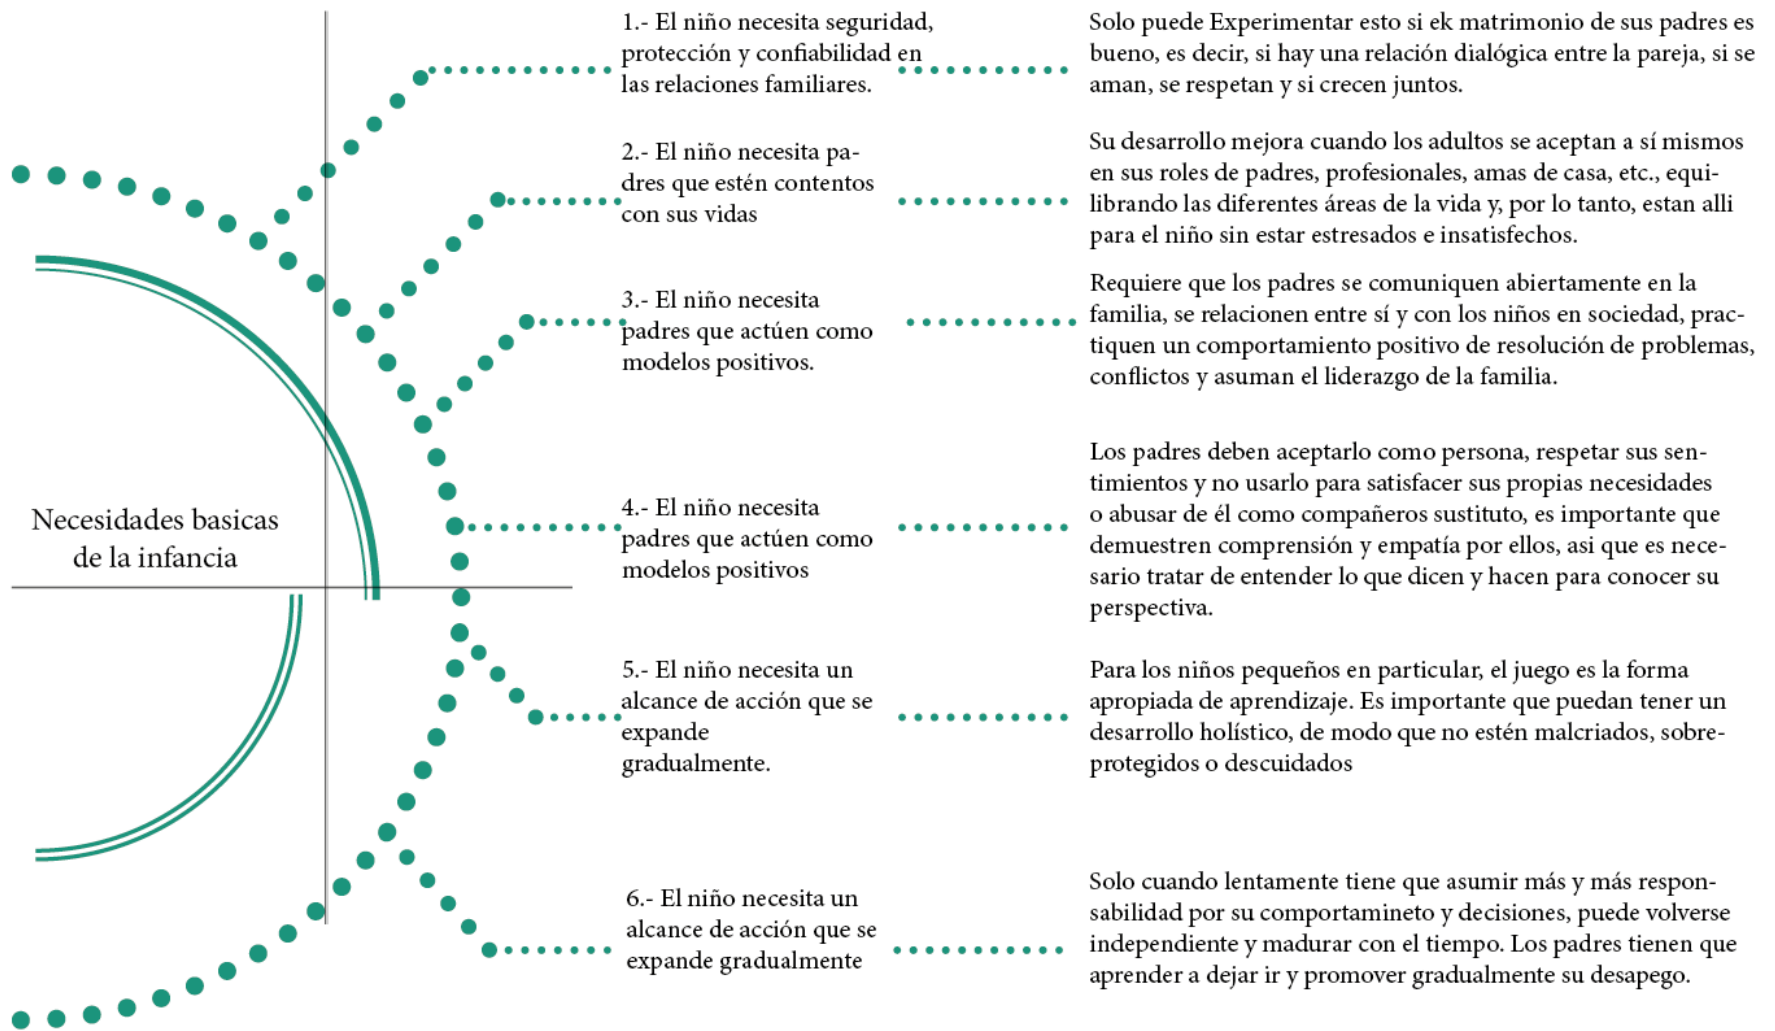 Necesidades basicas
de la infancia
1.- El niño necesita seguridad,
protección y confiabilidad en
las relaciones familiares.
Solo puede Experimentar esto si ek matrimonio de sus padres es
bueno, es decir, si hay una relación dialógica entre la pareja, si se
aman, se respetan y si crecen juntos.
2.- El niño necesita pa-
dres que estén contentos
con sus vidas
Su desarrollo mejora cuando los adultos se aceptan a sí mismos
en sus roles de padres, profesionales, amas de casa, etc., equi-
librando las diferentes áreas de la vida y, por lo tanto, estan alli
para el niño sin estar estresados e insatisfechos.
3.- El niño necesita
padres que actúen como
modelos positivos.
Requiere que los padres se comuniquen abiertamente en la
familia, se relacionen entre sí y con los niños en sociedad, prac-
tiquen un comportamiento positivo de resolución de problemas,
conflictos y asuman el liderazgo de la familia.
4.- El niño necesita
padres que actúen como
modelos positivos
Los padres deben aceptarlo como persona, respetar sus sen-
timientos y no usarlo para satisfacer sus propias necesidades
o abusar de él como compañeros sustituto, es importante que
demuestren comprensión y empatía por ellos, asi que es nece-
sario tratar de entender lo que dicen y hacen para conocer su
perspectiva.
5.- El niño necesita un
alcance de acción que se
expande
gradualmente.
Para los niños pequeños en particular, el juego es la forma
apropiada de aprendizaje. Es importante que puedan tener un
desarrollo holístico, de modo que no estén malcriados, sobre-
protegidos o descuidados
6.- El niño necesita un
alcance de acción que se
expande gradualmente
Solo cuando lentamente tiene que asumir más y más respon-
sabilidad por su comportamineto y decisiones, puede volverse
independiente y madurar con el tiempo. Los padres tienen que
aprender a dejar ir y promover gradualmente su desapego.